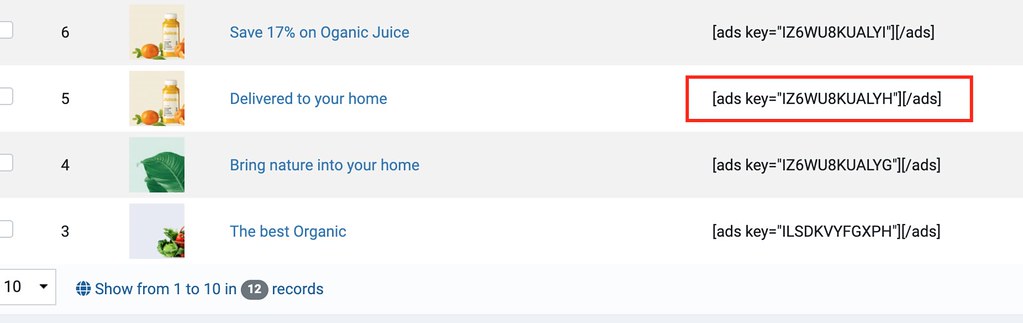 6 Save 17% on Oganic Juice [ads key="IZ6WU8KUALYI"][/ads]
5 Delivered to your home [ads key="IZ6WU8KUALYH"][/ads]
4 Bring nature into your home [ads key="IZ6WU8KUALYG"][/ads]
3 The best Organic [ads key="ILSDKVYFGXPH"][/ads]
10 Show from 1 to 10 in 12 records